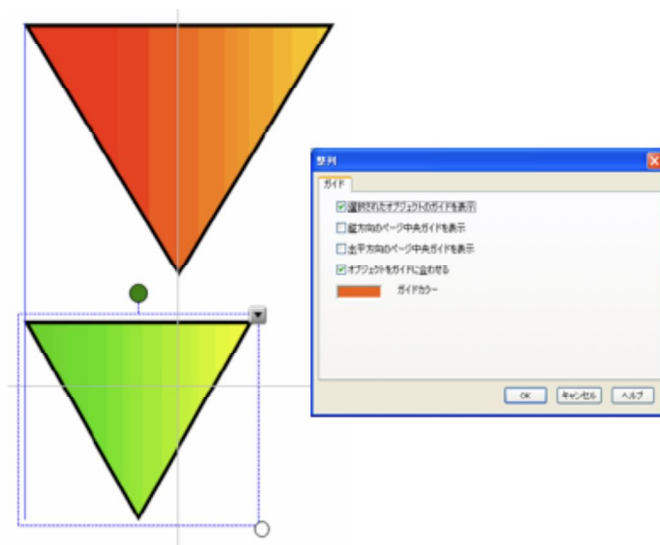 整列
ガイド
選択されたオブジェクトのガイドを表示
縦方向のページ中央ガイドを表示
水平方向のページ中央ガイドを表示
オブジェクトをガイドに合わせる
ガイドカラー
OK
キャンセル
ヘルプ